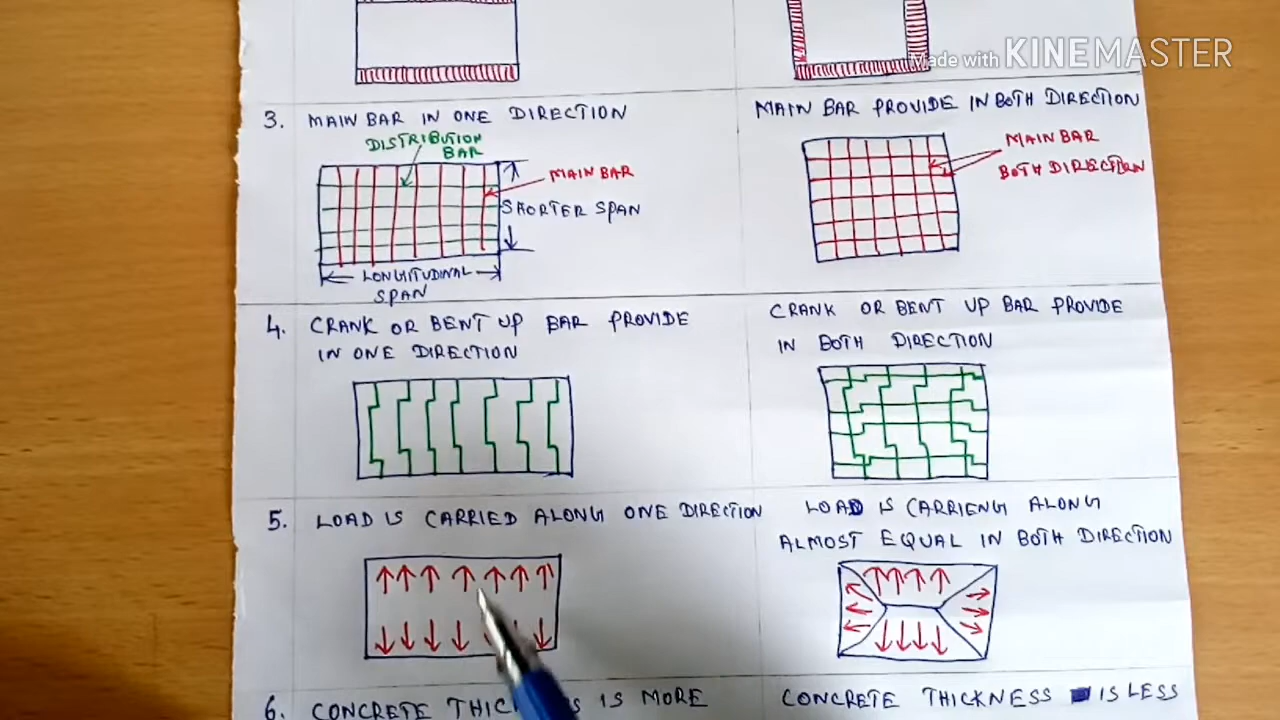 Made with KINEMASTER
3. MAIN BAR IN ONE DIRECTION
DISTRIBUTION
BAR
MAIN BAR
SHORTER SPAN
LONGITUDINAL
SPAN
MAIN BAR PROVIDE IN BOTH DIRECTION
MAIN BAR
BOTH DIRECTION
4. CRANK OR BENT UP BAR PROVIDE
IN ONE DIRECTION
CRANK OR BENT UP BAR PROVIDE
IN BOTH DIRECTION
5. LOAD IS CARRIED ALONG ONE DIRECTION
LOAD IS CARRIENG ALONG
ALMOST EQUAL IN BOTH DIRECTION
6. CONCRETE IS MORE
CONCRETE THICKNESS IS LESS